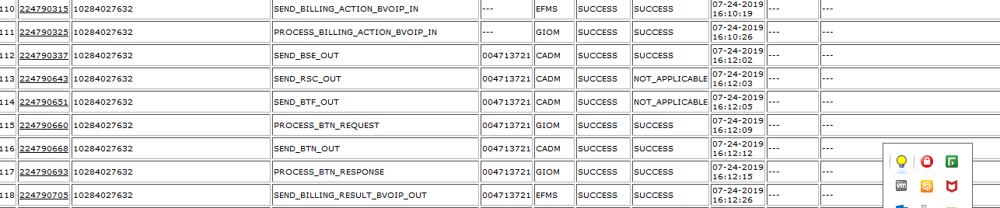 110 224790315 10284027632 SEND_BILLING_ACTION_BVOIP_IN --- EFMS SUCCESS SUCCESS 07-24-2019 16:10:19 --- ---
111 224790325 10284027632 PROCESS_BILLING_ACTION_BVOIP_IN --- GIOM SUCCESS SUCCESS 07-24-2019 16:10:26 --- ---
112 224790337 10284027632 SEND_BSE_OUT 004713721 CADM SUCCESS SUCCESS 07-24-2019 16:12:02 --- ---
113 224790643 10284027632 SEND_RSC_OUT 004713721 CADM SUCCESS NOT_APPLICABLE 07-24-2019 16:12:03 --- ---
114 224790651 10284027632 SEND_BTF_OUT 004713721 CADM SUCCESS NOT_APPLICABLE 07-24-2019 16:12:05 --- ---
115 224790660 10284027632 PROCESS_BTN_REQUEST 004713721 GIOM SUCCESS SUCCESS 07-24-2019 16:12:09 --- ---
116 224790668 10284027632 SEND_BTN_OUT 004713721 CADM SUCCESS SUCCESS 07-24-2019 16:12:12 --- ---
117 224790693 10284027632 PROCESS_BTN_RESPONSE 004713721 GIOM SUCCESS SUCCESS 07-24-2019 16:12:15 --- ---
118 224790705 10284027632 SEND_BILLING_RESULT_BVOIP_OUT 004713721 EFMS SUCCESS SUCCESS 07-24-2019 16:12:26 --- ---
vm